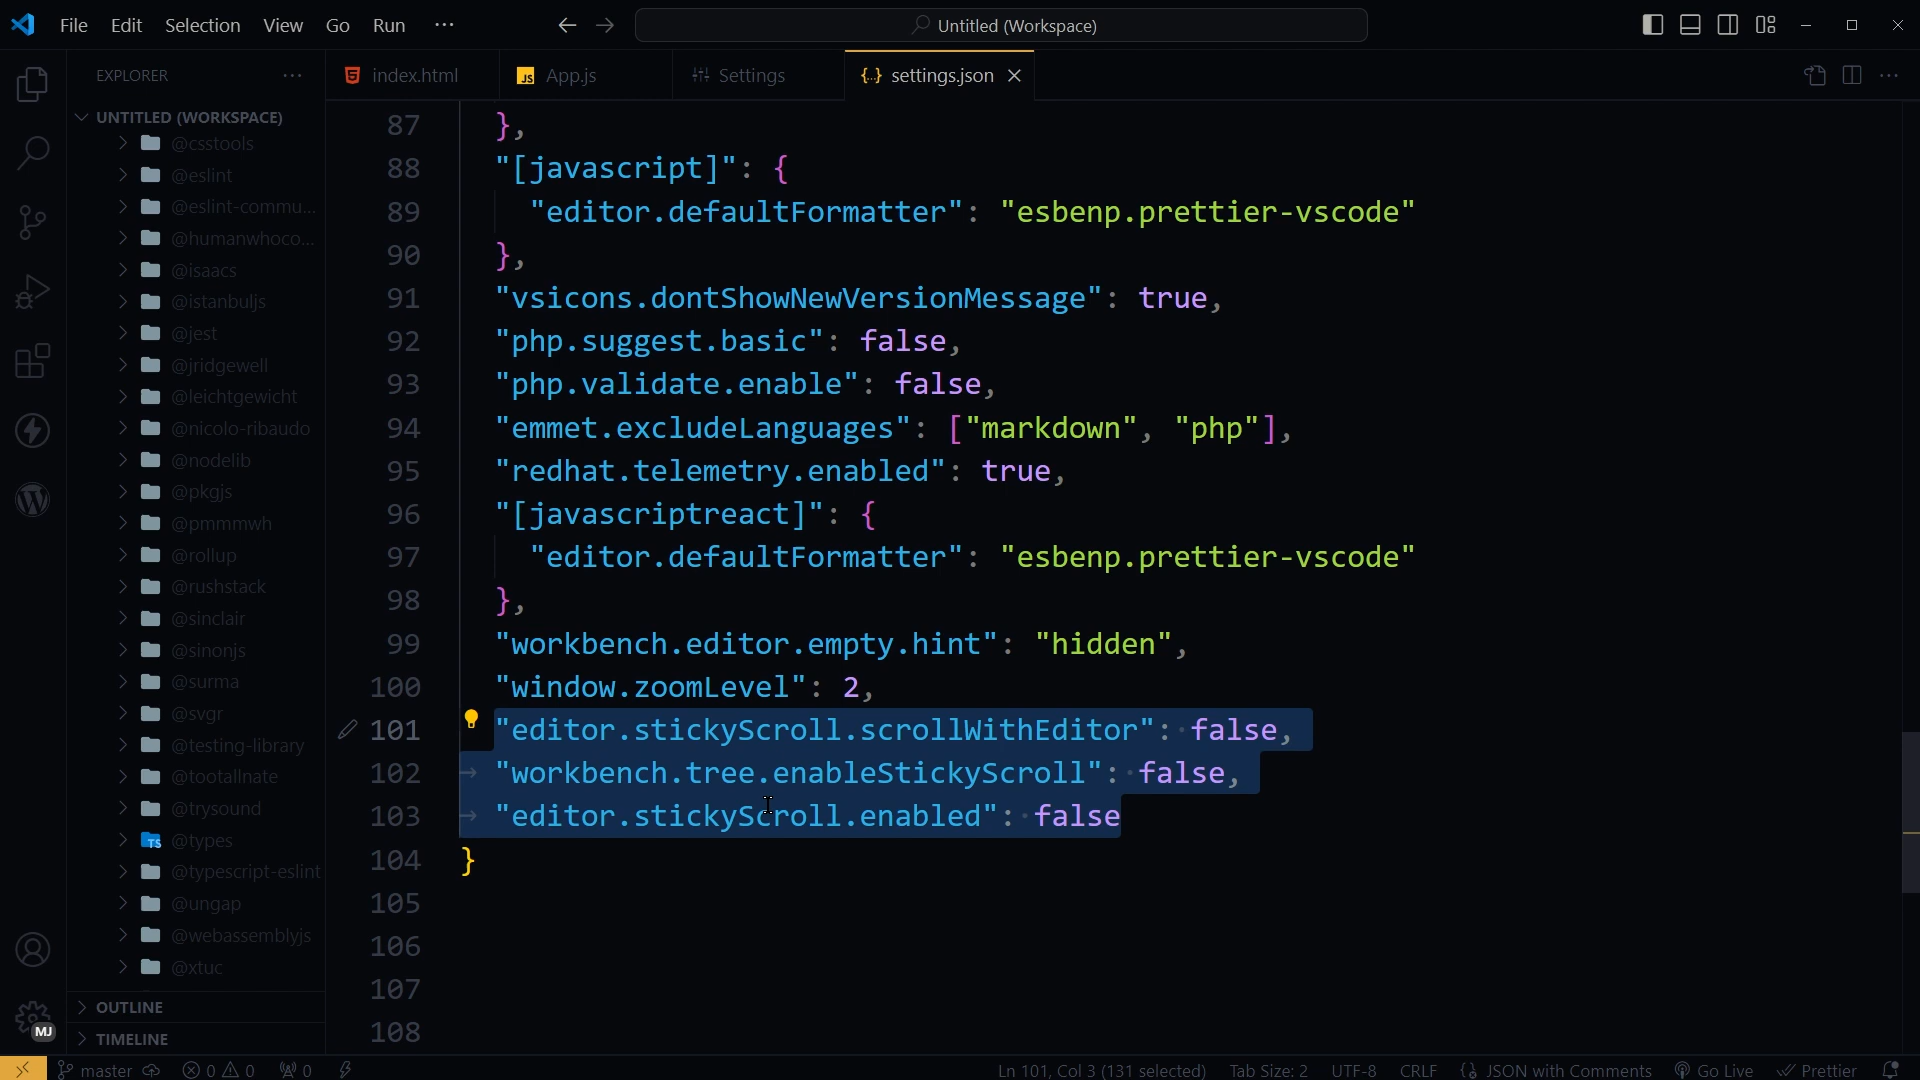 File Edit Selection View Go Run ··· Untitled (Workspace)
EXPLORER ···
index.html App.js Settings {..} settings.json
UNTITLED (WORKSPACE)
@csstools
@eslint
@eslint-commu...
@humanwhoco...
@isaacs
@istanbuljs
@jest
@jridgewell
@leichtgewicht
@nicolo-ribaudo
@nodelib
@pkgjs
@pmmmwh
@rollup
@rushstack
@sinclair
@sinonjs
@surma
@svgr
@testing-library
@tootallnate
@trysound
TS @types
@typescript-eslint
@ungap
@webassemblyjs
@xtuc
OUTLINE
TIMELINE
MJ
87 },
88 "[javascript]": {
89 "editor.defaultFormatter": "esbenp.prettier-vscode"
90 },
91 "vsicons.dontShowNewVersionMessage": true,
92 "php.suggest.basic": false,
93 "php.validate.enable": false,
94 "emmet.excludeLanguages": ["markdown", "php"],
95 "redhat.telemetry.enabled": true,
96 "[javascriptreact]": {
97 "editor.defaultFormatter": "esbenp.prettier-vscode"
98 },
99 "workbench.editor.empty.hint": "hidden",
100 "window.zoomLevel": 2,
101 "editor.stickyScroll.scrollWithEditor": false,
102 "workbench.tree.enableStickyScroll": false,
103 "editor.stickyScroll.enabled": false
104 }
105
106
107
108
master 0 0 0 Ln 101, Col 3 (131 selected) Tab Size: 2 UTF-8 CRLF JSON with Comments Go Live Prettier